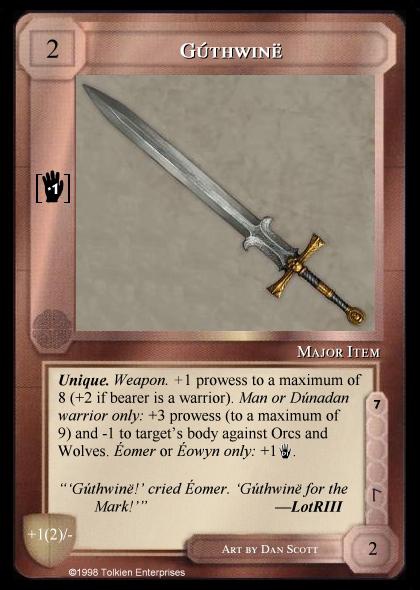 2
Gúthwinë
-1
Major Item
Unique. Weapon. +1 prowess to a maximum of
8 (+2 if bearer is a warrior). Man or Dúnadan
warrior only: +3 prowess (to a maximum of
9) and -1 to target's body against Orcs and
Wolves. Éomer or Éowyn only: +1
“‘Gúthwinë!’ cried Éomer. ‘Gúthwinë for the
Mark!’” —LotRIII
7
+1(2)/-
Art by Dan Scott
2
©1998 Tolkien Enterprises